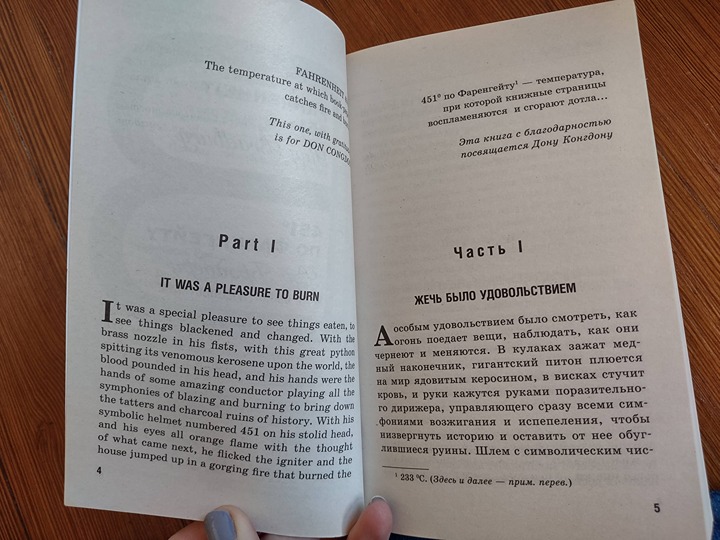 FAHRENHEIT
The temperature at which
catches fire and
This one, with
is for DON
Part I
IT WAS A PLEASURE TO BURN
It was a special pleasure to see things eaten, to
see things blackened and changed. With the
brass nozzle in his fists, with this great python
spitting its venomous kerosene upon the world, the
blood pounded in his head, and his hands were the
hands of some amazing conductor playing all the
symphonies of blazing and burning to bring down
the tatters and charcoal ruins of history. With his
symbolic helmet numbered 451 on his stolid head,
and his eyes all orange flame with the thought
of what came next, he flicked the igniter and the
house jumped up in a gorging fire that burned the
4
451° по Фаренгейту¹ — температура,
при которой книжные страницы
воспламеняются и сгорают дотла...
Эта книга с благодарностью
посвящается Дону Конгдону
Часть I
ЖЕЧЬ БЫЛО УДОВОЛЬСТВИЕМ
А особым удовольствием было смотреть, как
огонь поедает вещи, наблюдать, как они
чернеют и меняются. В кулаках зажат мед-
ный наконечник, гигантский питон плюется
на мир ядовитым керосином, в висках стучит
кровь, и руки кажутся руками поразительно-
го дирижера, управляющего сразу всеми сим-
фониями возжигания и испепеления, чтобы
низвергнуть историю и оставить от нее обуг-
лившиеся руины. Шлем с символическим чис-
¹ 233 °C. (Здесь и далее — прим. перев.)
5